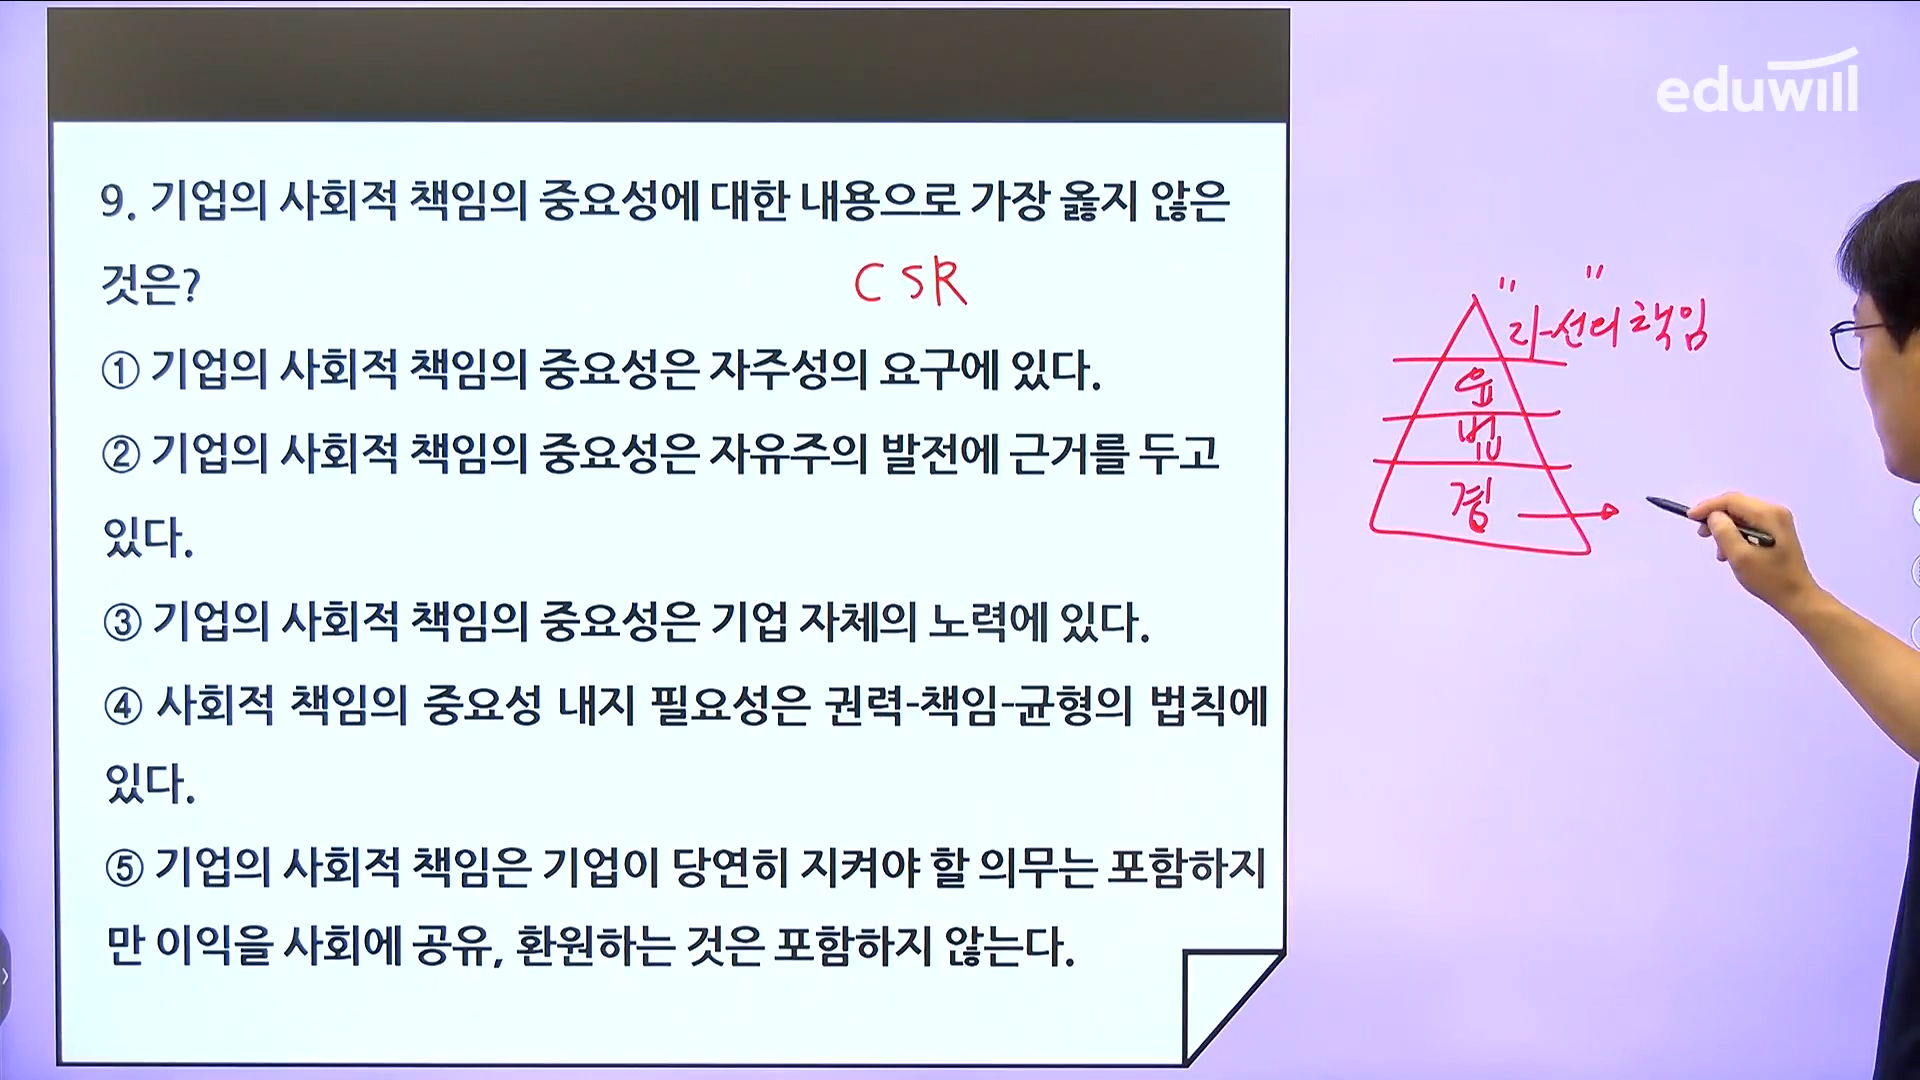 eduwill
9. 기업의 사회적 책임의 중요성에 대한 내용으로 가장 옳지 않은
것은?
CSR
① 기업의 사회적 책임의 중요성은 자주성의 요구에 있다.
② 기업의 사회적 책임의 중요성은 자유주의 발전에 근거를 두고
있다.
③ 기업의 사회적 책임의 중요성은 기업 자체의 노력에 있다.
④ 사회적 책임의 중요성 내지 필요성은 권력-책임-균형의 법칙에
있다.
⑤ 기업의 사회적 책임은 기업이 당연히 지켜야 할 의무는 포함하지
만 이익을 사회에 공유, 환원하는 것은 포함하지 않는다.
책임
윤
법
경